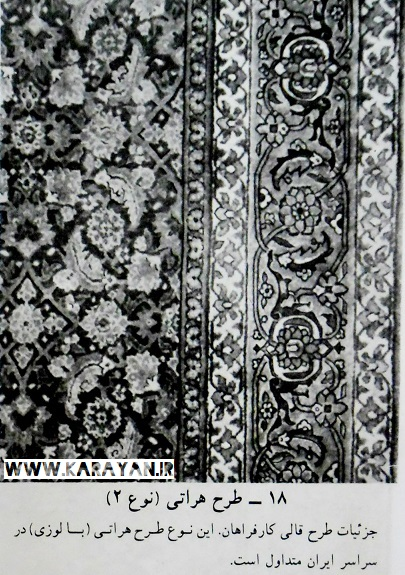 WWW.KARAYAN.IR
۱۸ ــ طرح هراتی (نوع ۲)
جزئیات طرح قالی کارفراهان. این نوع طرح هراتی (با لوزی) در
سراسر ایران متداول است.